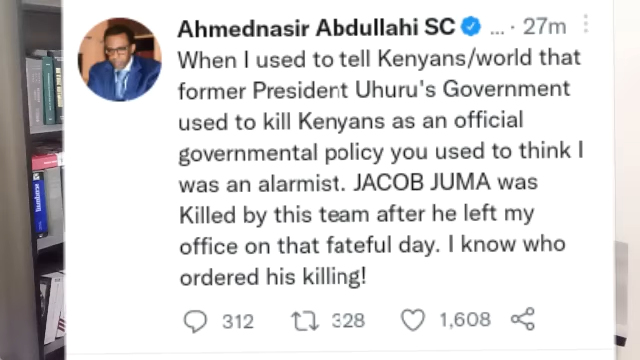 Ahmednasir Abdullahi SC ... · 27m
When I used to tell Kenyans/world that
former President Uhuru's Government
used to kill Kenyans as an official
governmental policy you used to think I
was an alarmist. JACOB JUMA was
Killed by this team after he left my
office on that fateful day. I know who
ordered his killing!
312 328 1,608